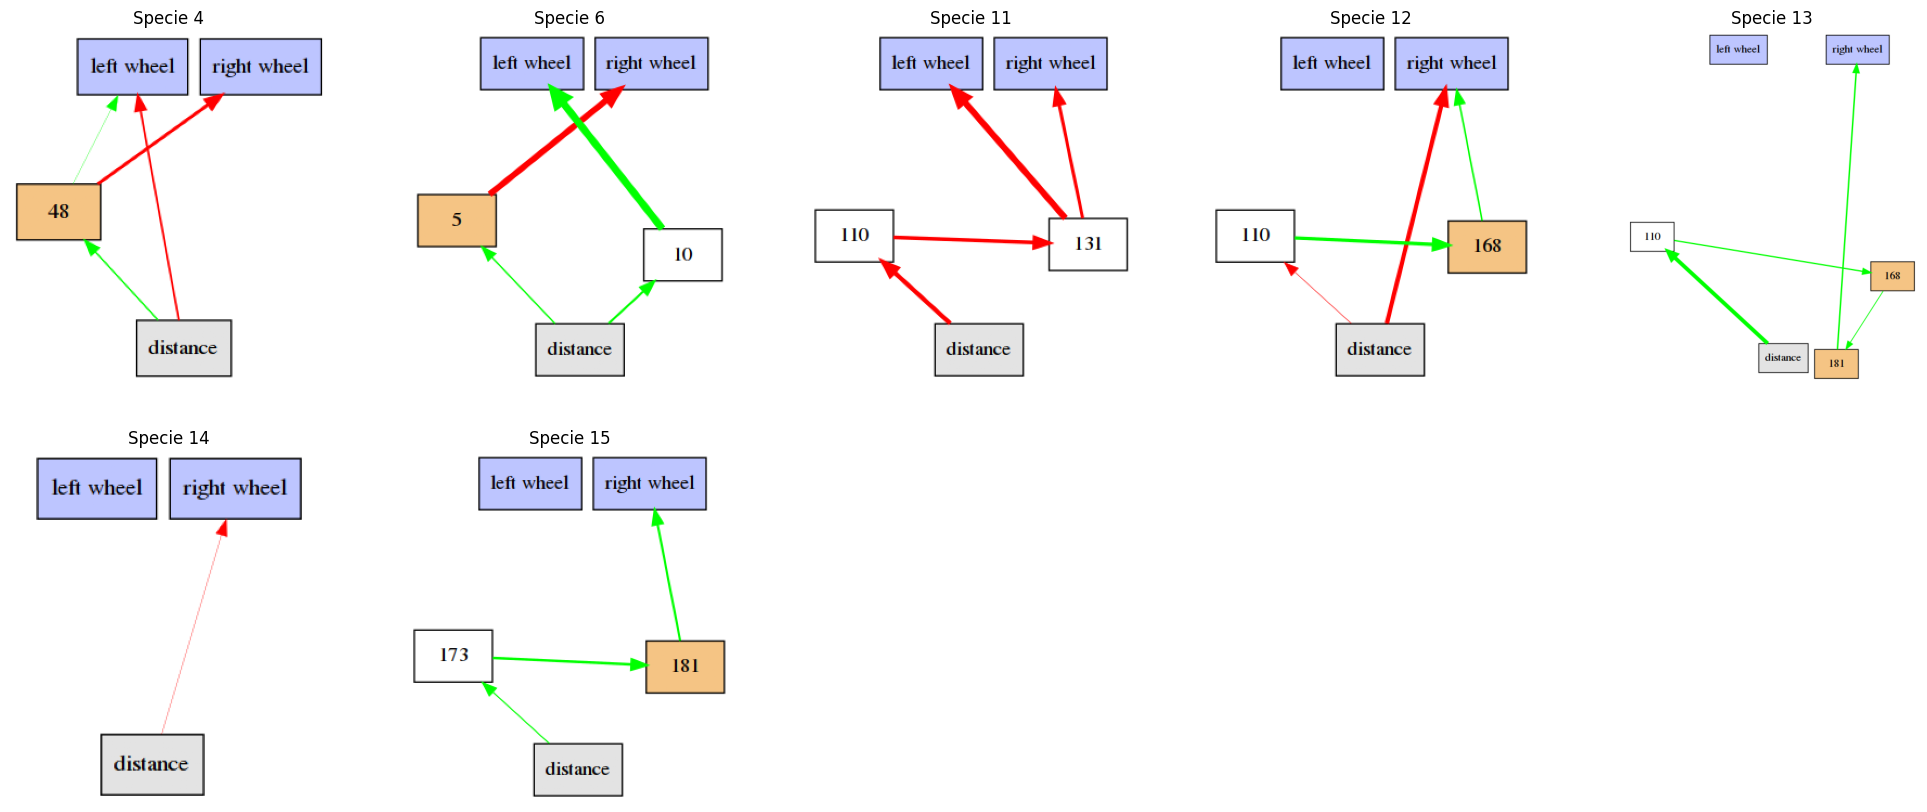 Specie 4
left wheel
right wheel
48
distance
Specie 6
left wheel
right wheel
5
10
distance
Specie 11
left wheel
right wheel
110
131
distance
Specie 12
left wheel
right wheel
110
168
distance
Specie 13
left wheel
right wheel
110
168
distance
181
Specie 14
left wheel
right wheel
distance
Specie 15
left wheel
right wheel
173
181
distance